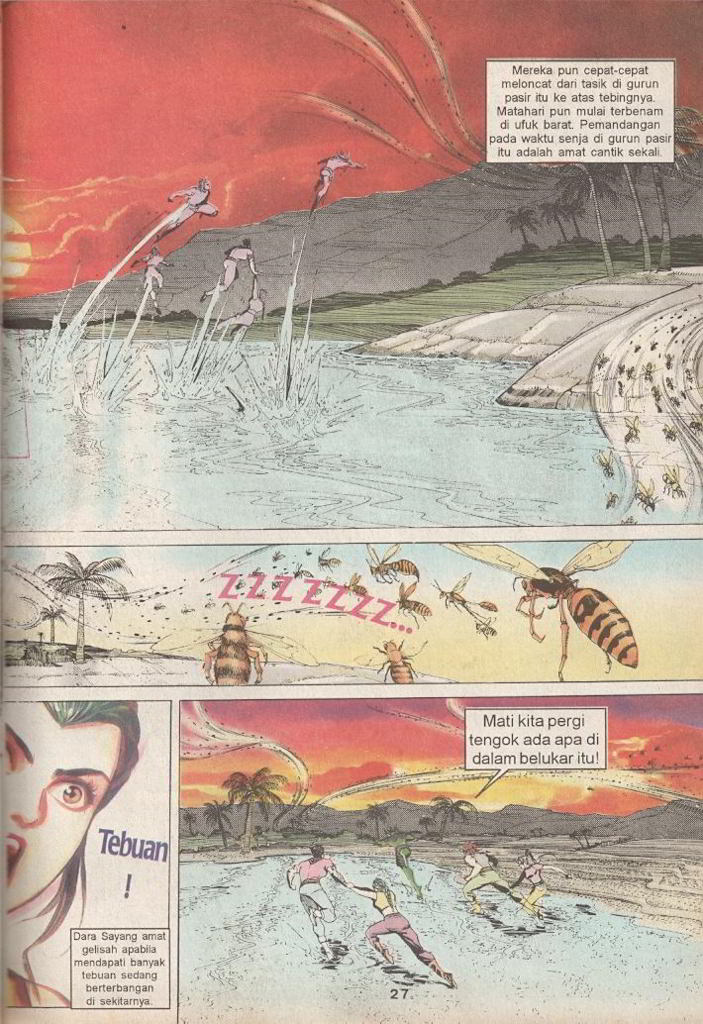 Mereka pun cepat-cepat
meloncat dari tasik di gurun
pasir itu ke atas tebingnya.
Matahari pun mulai terbenam
di ufuk barat. Pemandangan
pada waktu senja di gurun pasir
itu adalah amat cantik sekali.
ZZZZZZZZ...
Tebuan
!
Dara Sayang amat
gelisah apabila
mendapati banyak
tebuan sedang
berterbangan
di sekitarnya.
Mati kita pergi
tengok ada apa di
dalam belukar itu!
27